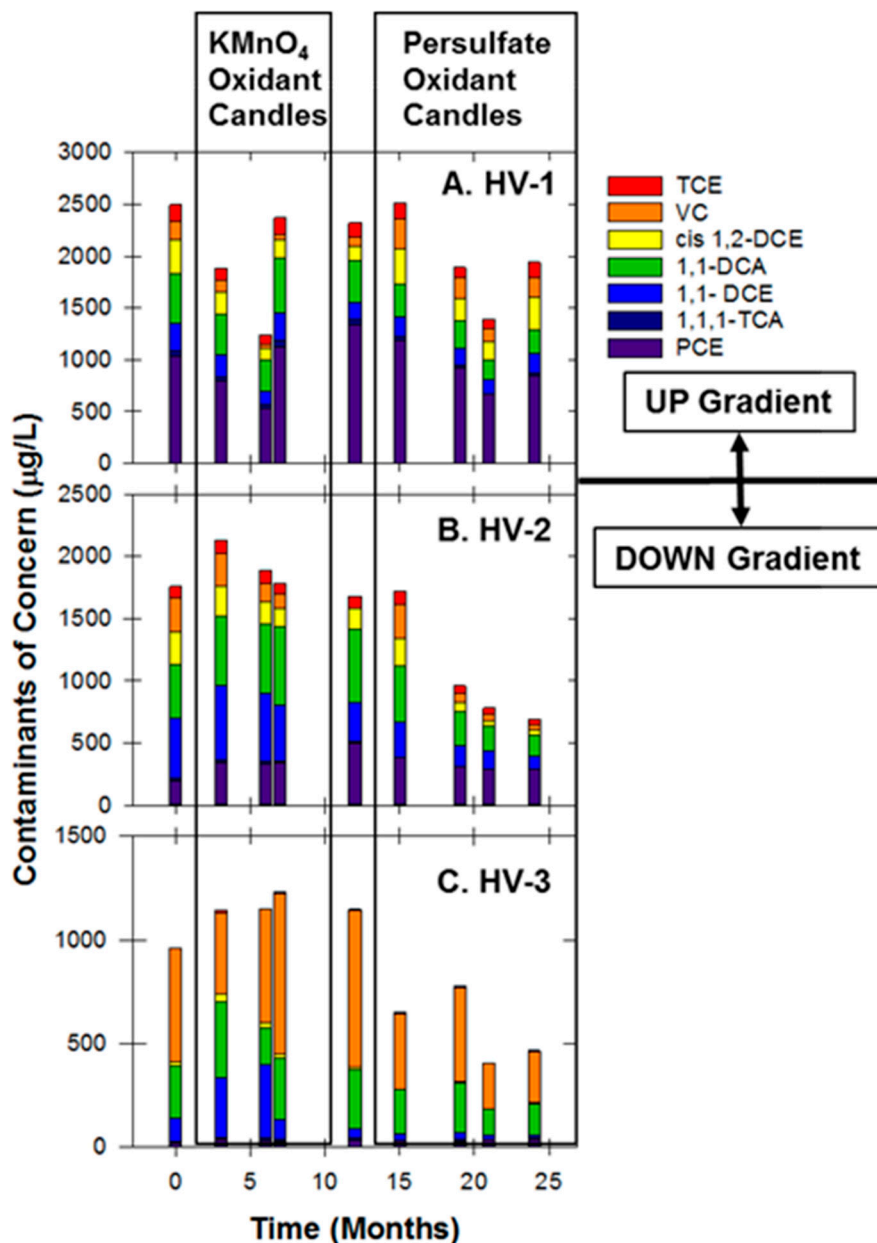 KMnO₄
Oxidant
Candles
Persulfate
Oxidant
Candles
Contaminants of Concern (µg/L)
3000
2500
2000
1500
1000
500
0
A. HV-1
TCE
VC
cis 1,2-DCE
1,1-DCA
1,1- DCE
1,1,1-TCA
PCE
UP Gradient
DOWN Gradient
2500
2000
1500
1000
500
0
B. HV-2
1500
1000
500
0
C. HV-3
0 5 10 15 20 25
Time (Months)